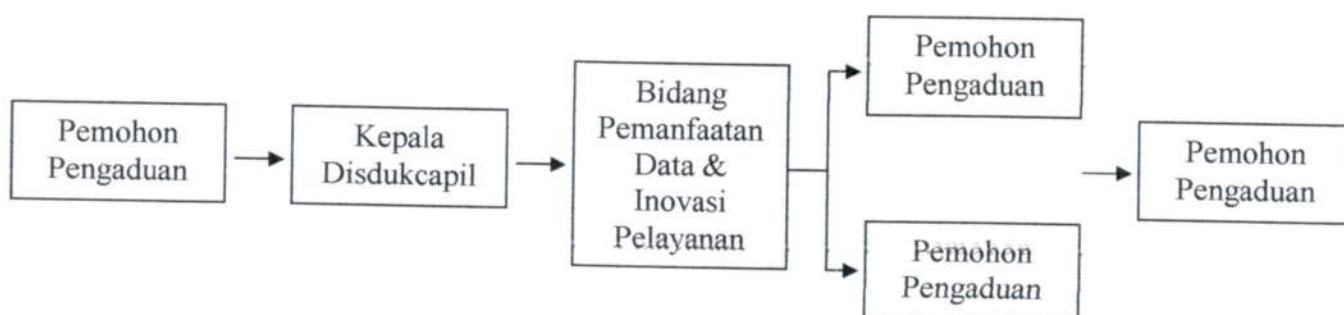 Pemohon
Pengaduan
Kepala
Disdukcapil
Bidang
Pemanfaatan
Data &
Inovasi
Pelayanan
Pemohon
Pengaduan
Pemohon
Pengaduan
Pemohon
Pengaduan